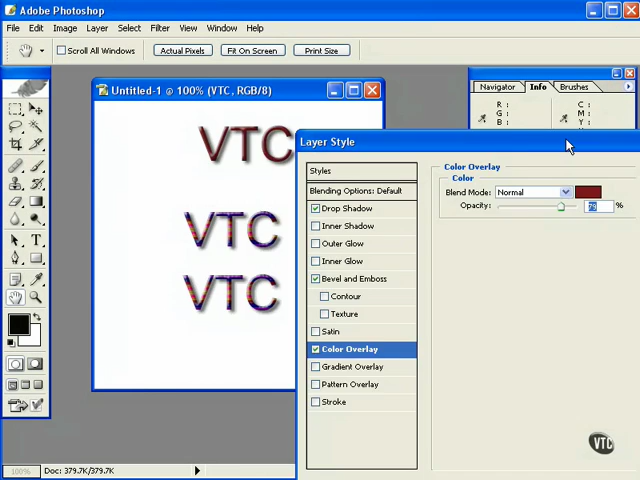 Adobe Photoshop
File Edit Image Layer Select Filter View Window Help
Scroll All Windows Actual Pixels Fit On Screen Print Size
Untitled-1 @ 100% (VTC, RGB/8)
Navigator Info Brushes
R : C :
G : M :
B : Y :
VTC
VTC
VTC
Layer Style
Styles
Blending Options: Default
Drop Shadow
Inner Shadow
Outer Glow
Inner Glow
Bevel and Emboss
Contour
Texture
Satin
Color Overlay
Gradient Overlay
Pattern Overlay
Stroke
Color Overlay
Color
Blend Mode: Normal
Opacity: 79 %
T
VTC
100% Doc: 379.7K/379.7K